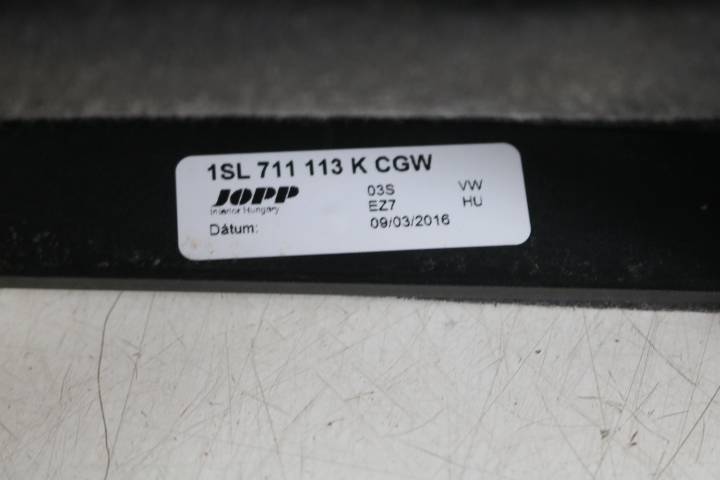 1SL 711 113 K CGW
JOPP 03S VW
Interior Hungary EZ7 HU
Dátum: 09/03/2016